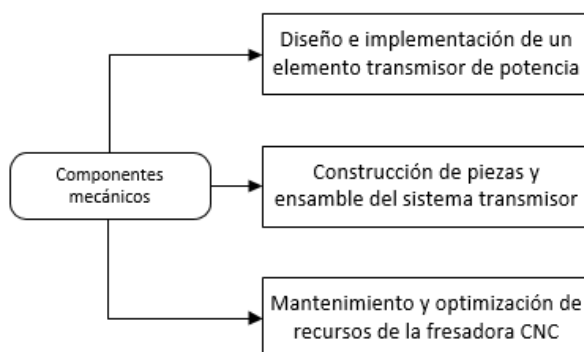 Diseño e implementación de un
elemento transmisor de potencia
Componentes
mecánicos
Construcción de piezas y
ensamble del sistema transmisor
Mantenimiento y optimización de
recursos de la fresadora CNC